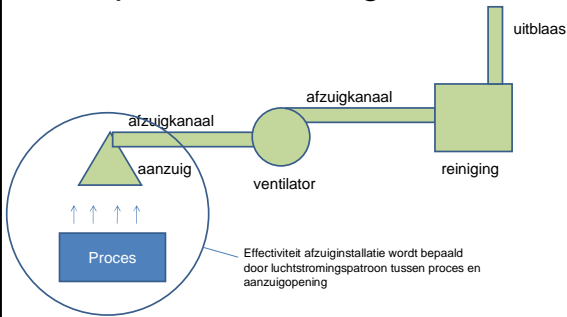 uitblaas
afzuigkanaal
afzuigkanaal
aanzuig
reiniging
ventilator
Proces
Effectiviteit afzuiginstallatie wordt bepaald
door luchtstromingspatroon tussen proces en
aanzuigopening